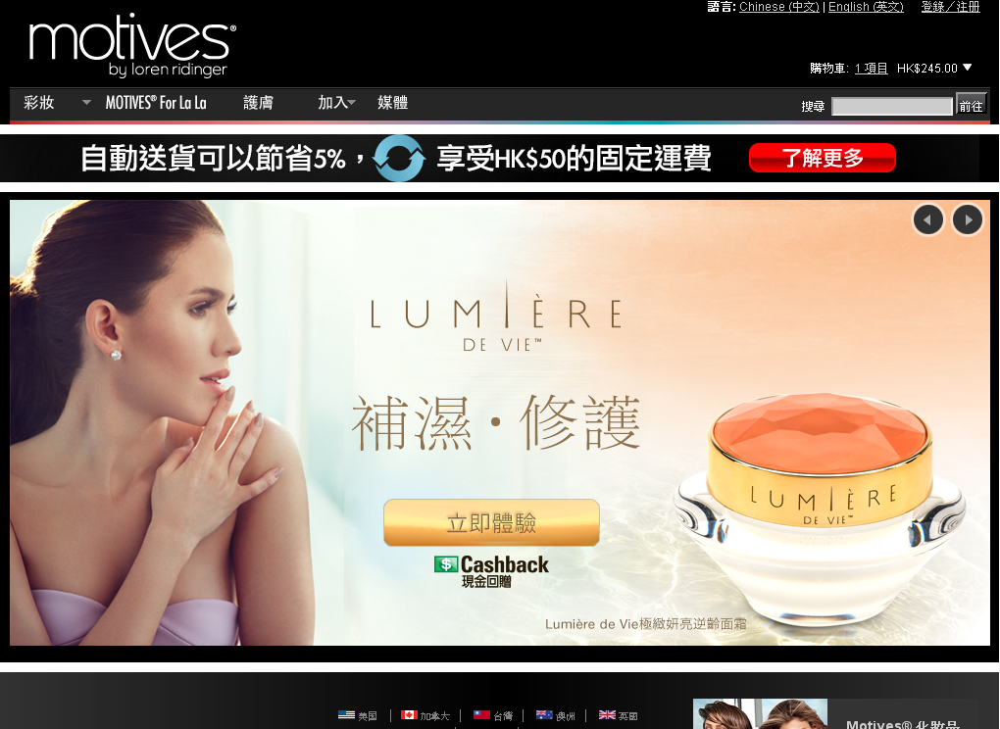 語言: Chinese (中文) | English (英文) 登錄／注册
motives®
by loren ridinger
購物車: 1 項目 HK$245.00
彩妝 MOTIVES® For La La 護膚 加入 媒體 搜尋 前往
自動送貨可以節省5%， 享受HK$50的固定運費 了解更多
LUMIÈRE
DE VIE™
補濕·修護
LUMIÈRE
DE VIE™
立即體驗
$ Cashback
現金回贈
Lumière de Vie極緻妍亮逆齡面霜
美国 | 加拿大 | 台灣 | 澳洲 | 英國
Motives® 化妝品